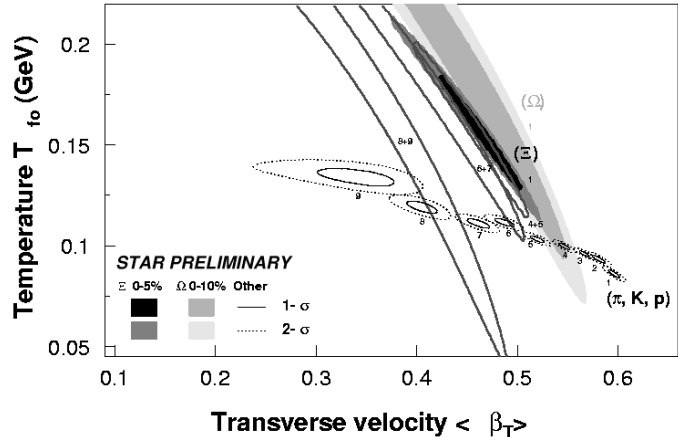 0.2
0.15
0.1
0.05
Temperature T fo (GeV)
(Ω)
1
(Ξ)
1
8+9
6+7
4+5
9
8
7
6
5
4
3
2
1
(π, K, p)
STAR PRELIMINARY
Ξ 0-5% Ω 0-10% Other
1- σ
2- σ
0.1 0.2 0.3 0.4 0.5 0.6
Transverse velocity < βT>